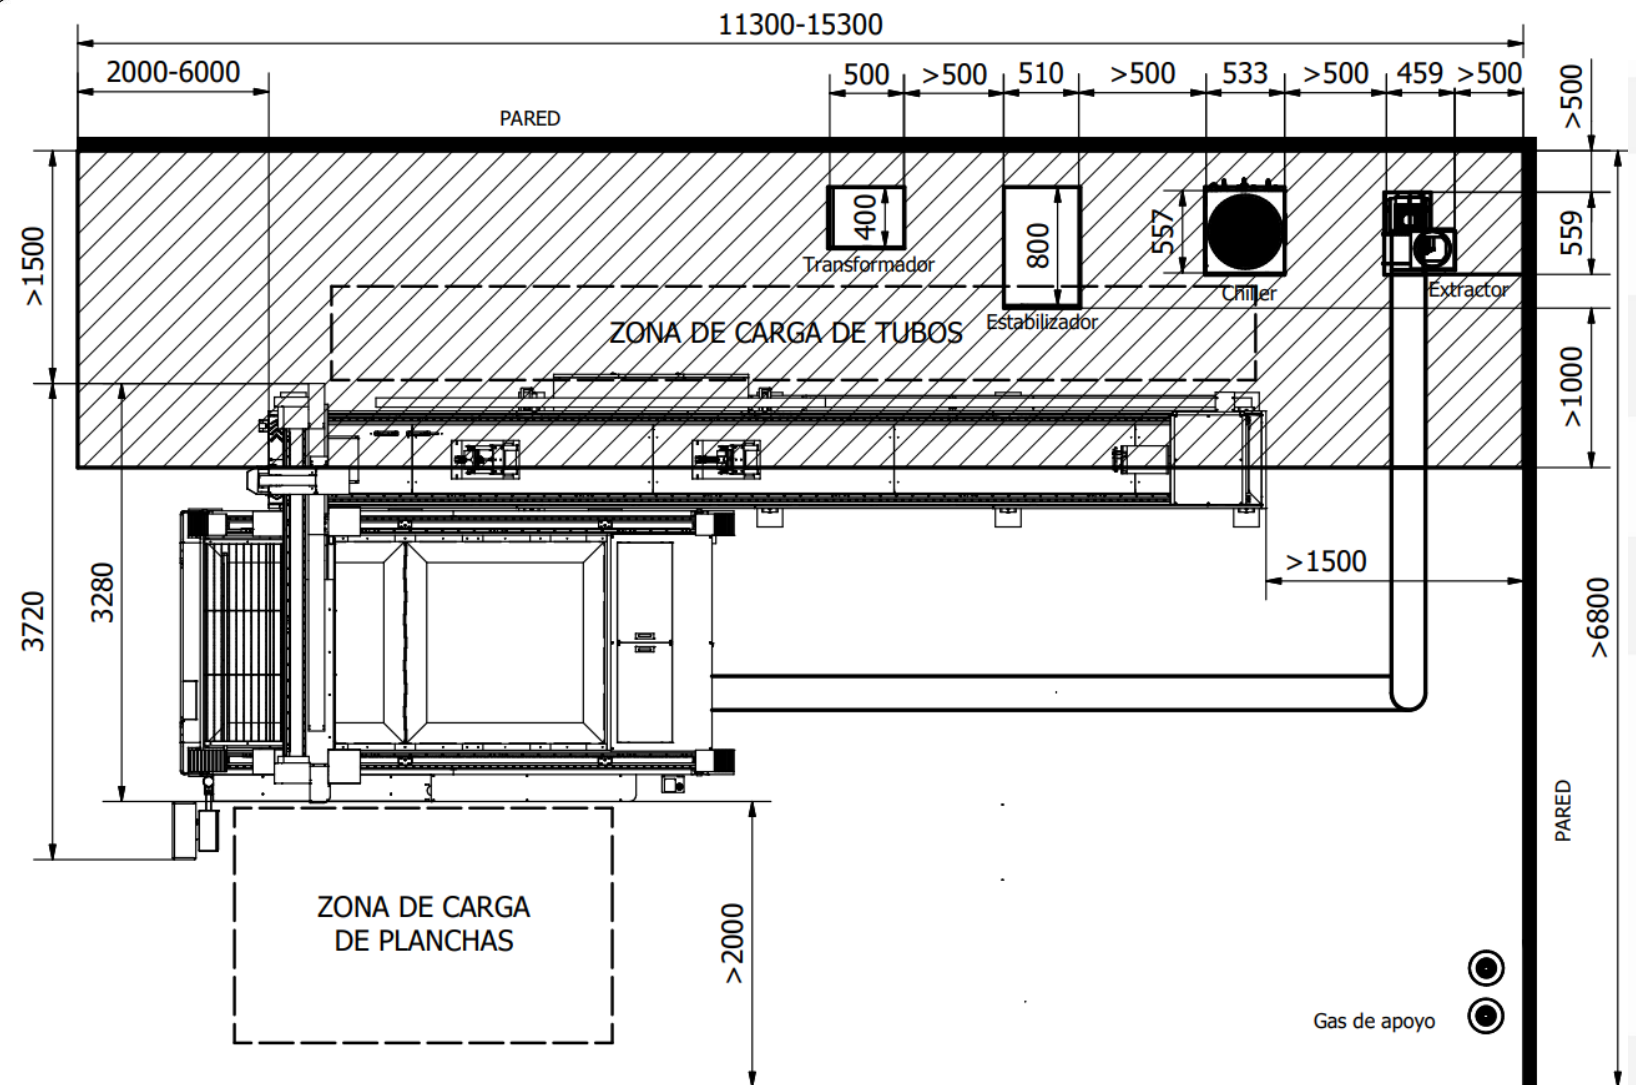 11300-15300
2000-6000
500
>500
510
>500
533
>500
459
>500
>500
PARED
>1500
400
800
557
559
Transformador
Chiller
Extractor
Estabilizador
ZONA DE CARGA DE TUBOS
>1000
>1500
3720
3280
>6800
PARED
ZONA DE CARGA
DE PLANCHAS
>2000
Gas de apoyo